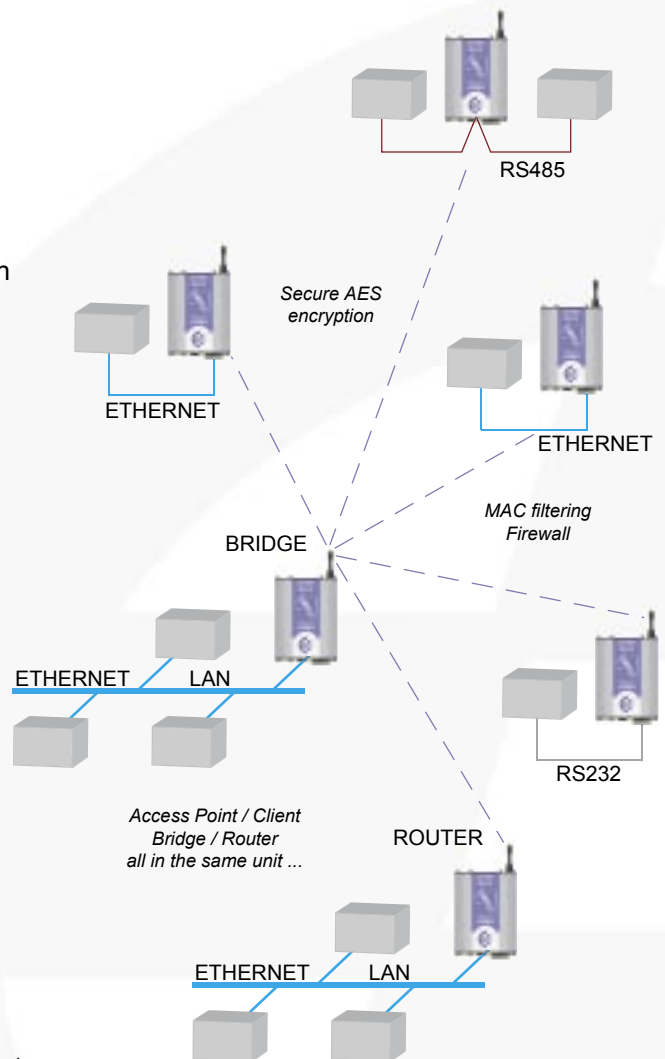 RS485
n
Secure AES
encryption
ETHERNET
ETHERNET
MAC filtering
Firewall
BRIDGE
ETHERNET LAN
RS232
Access Point / Client
Bridge / Router
all in the same unit ...
ROUTER
ETHERNET LAN